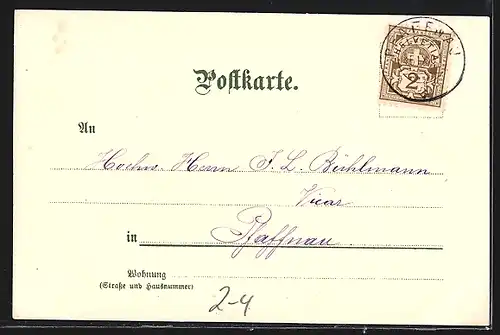 HELVETIA
2
Postkarte.
An
Hochw. Herrn J. L. Bühlmann
Vicar
in Pfaffnau
Wohnung
(Straße und Hausnummer)
2-4